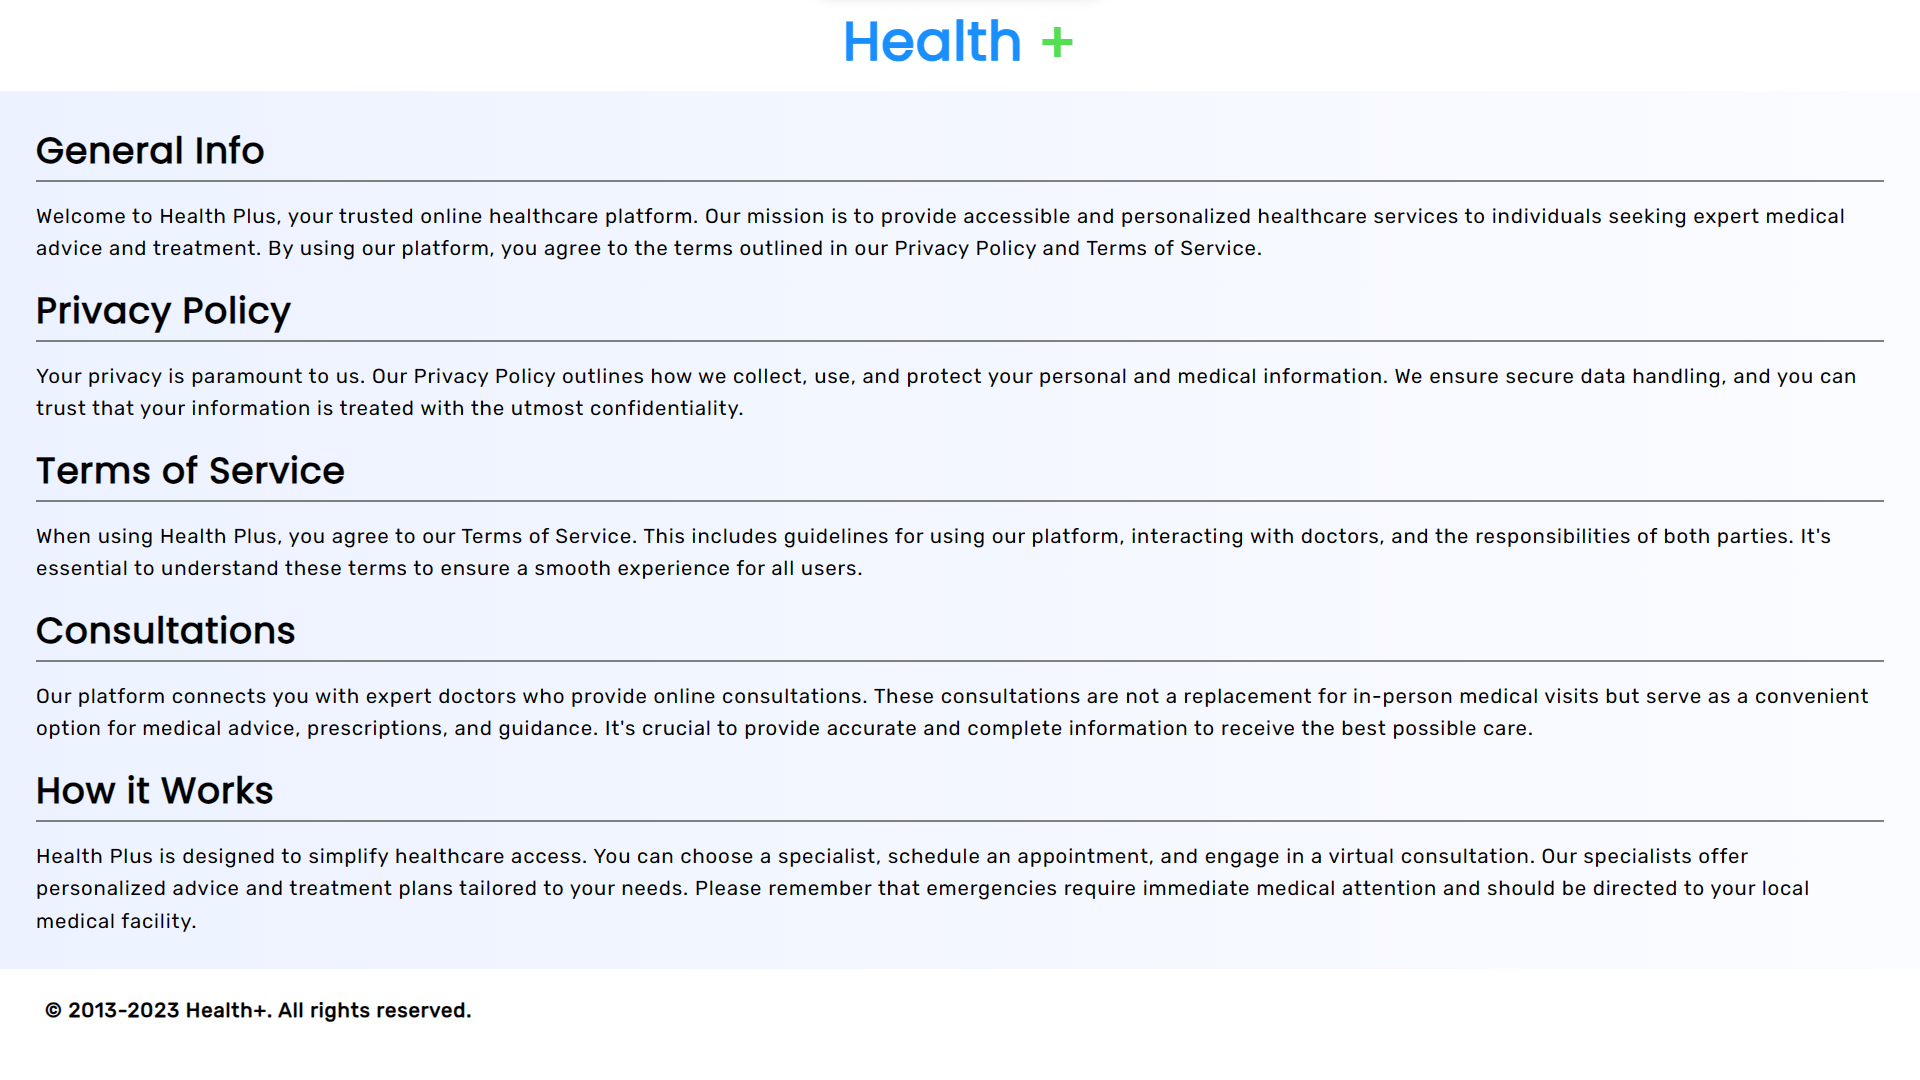 Health +
General Info
Welcome to Health Plus, your trusted online healthcare platform. Our mission is to provide accessible and personalized healthcare services to individuals seeking expert medical
advice and treatment. By using our platform, you agree to the terms outlined in our Privacy Policy and Terms of Service.
Privacy Policy
Your privacy is paramount to us. Our Privacy Policy outlines how we collect, use, and protect your personal and medical information. We ensure secure data handling, and you can
trust that your information is treated with the utmost confidentiality.
Terms of Service
When using Health Plus, you agree to our Terms of Service. This includes guidelines for using our platform, interacting with doctors, and the responsibilities of both parties. It's
essential to understand these terms to ensure a smooth experience for all users.
Consultations
Our platform connects you with expert doctors who provide online consultations. These consultations are not a replacement for in-person medical visits but serve as a convenient
option for medical advice, prescriptions, and guidance. It's crucial to provide accurate and complete information to receive the best possible care.
How it Works
Health Plus is designed to simplify healthcare access. You can choose a specialist, schedule an appointment, and engage in a virtual consultation. Our specialists offer
personalized advice and treatment plans tailored to your needs. Please remember that emergencies require immediate medical attention and should be directed to your local
medical facility.
© 2013-2023 Health+. All rights reserved.